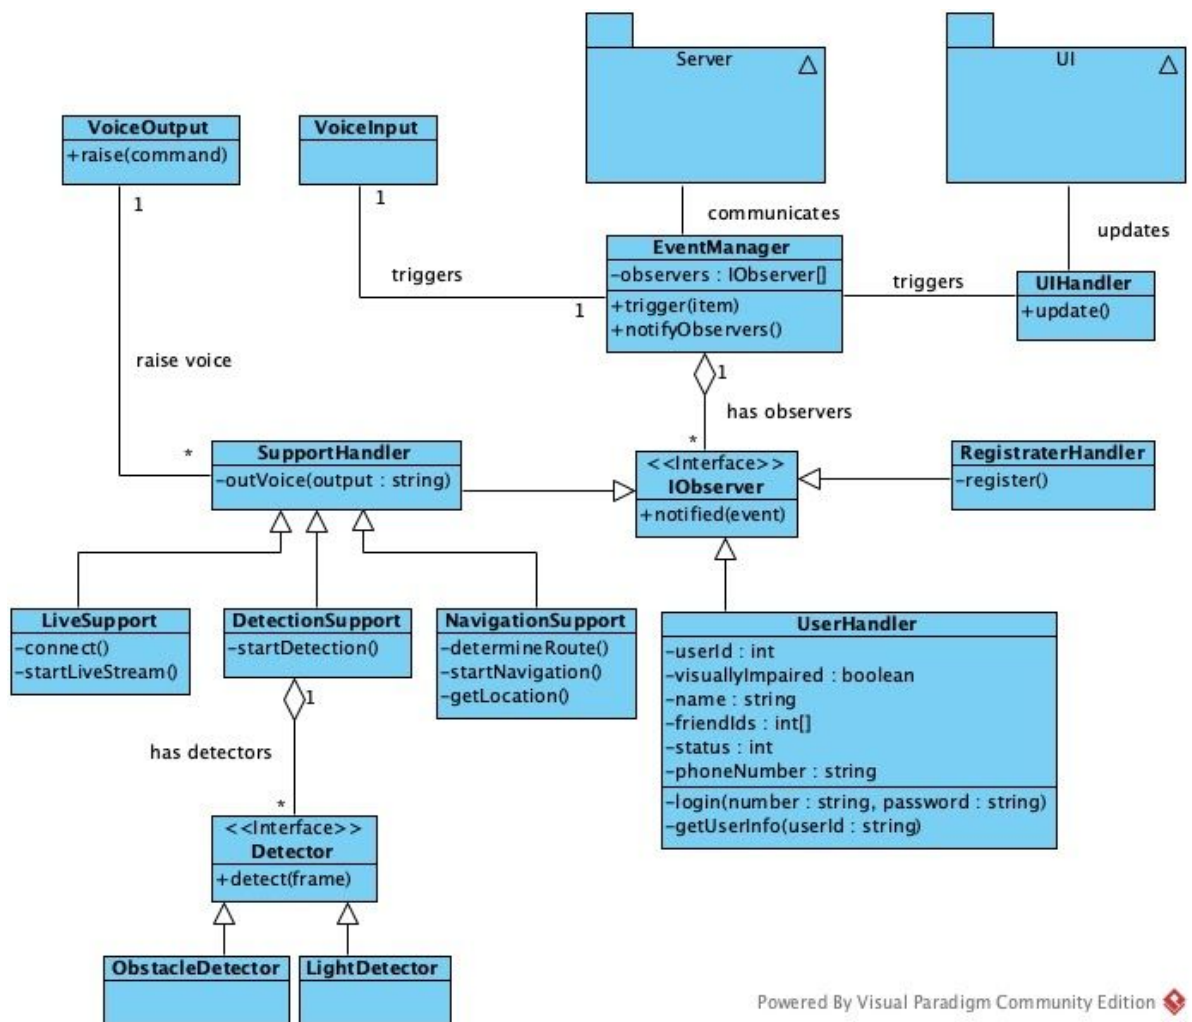 Server
UI
VoiceOutput
+raise(command)
VoiceInput
1
1
communicates
updates
EventManager
-observers : IObserver[]
+trigger(item)
+notifyObservers()
triggers
1
triggers
UIHandler
+update()
raise voice
1
has observers
*
*
SupportHandler
-outVoice(output : string)
<<Interface>>
IObserver
+notified(event)
RegistraterHandler
-register()
LiveSupport
-connect()
-startLiveStream()
DetectionSupport
-startDetection()
NavigationSupport
-determineRoute()
-startNavigation()
-getLocation()
UserHandler
-userId : int
-visuallyImpaired : boolean
-name : string
-friendIds : int[]
-status : int
-phoneNumber : string
-login(number : string, password : string)
-getUserInfo(userId : string)
1
has detectors
*
<<Interface>>
Detector
+detect(frame)
ObstacleDetector
LightDetector
Powered By Visual Paradigm Community Edition